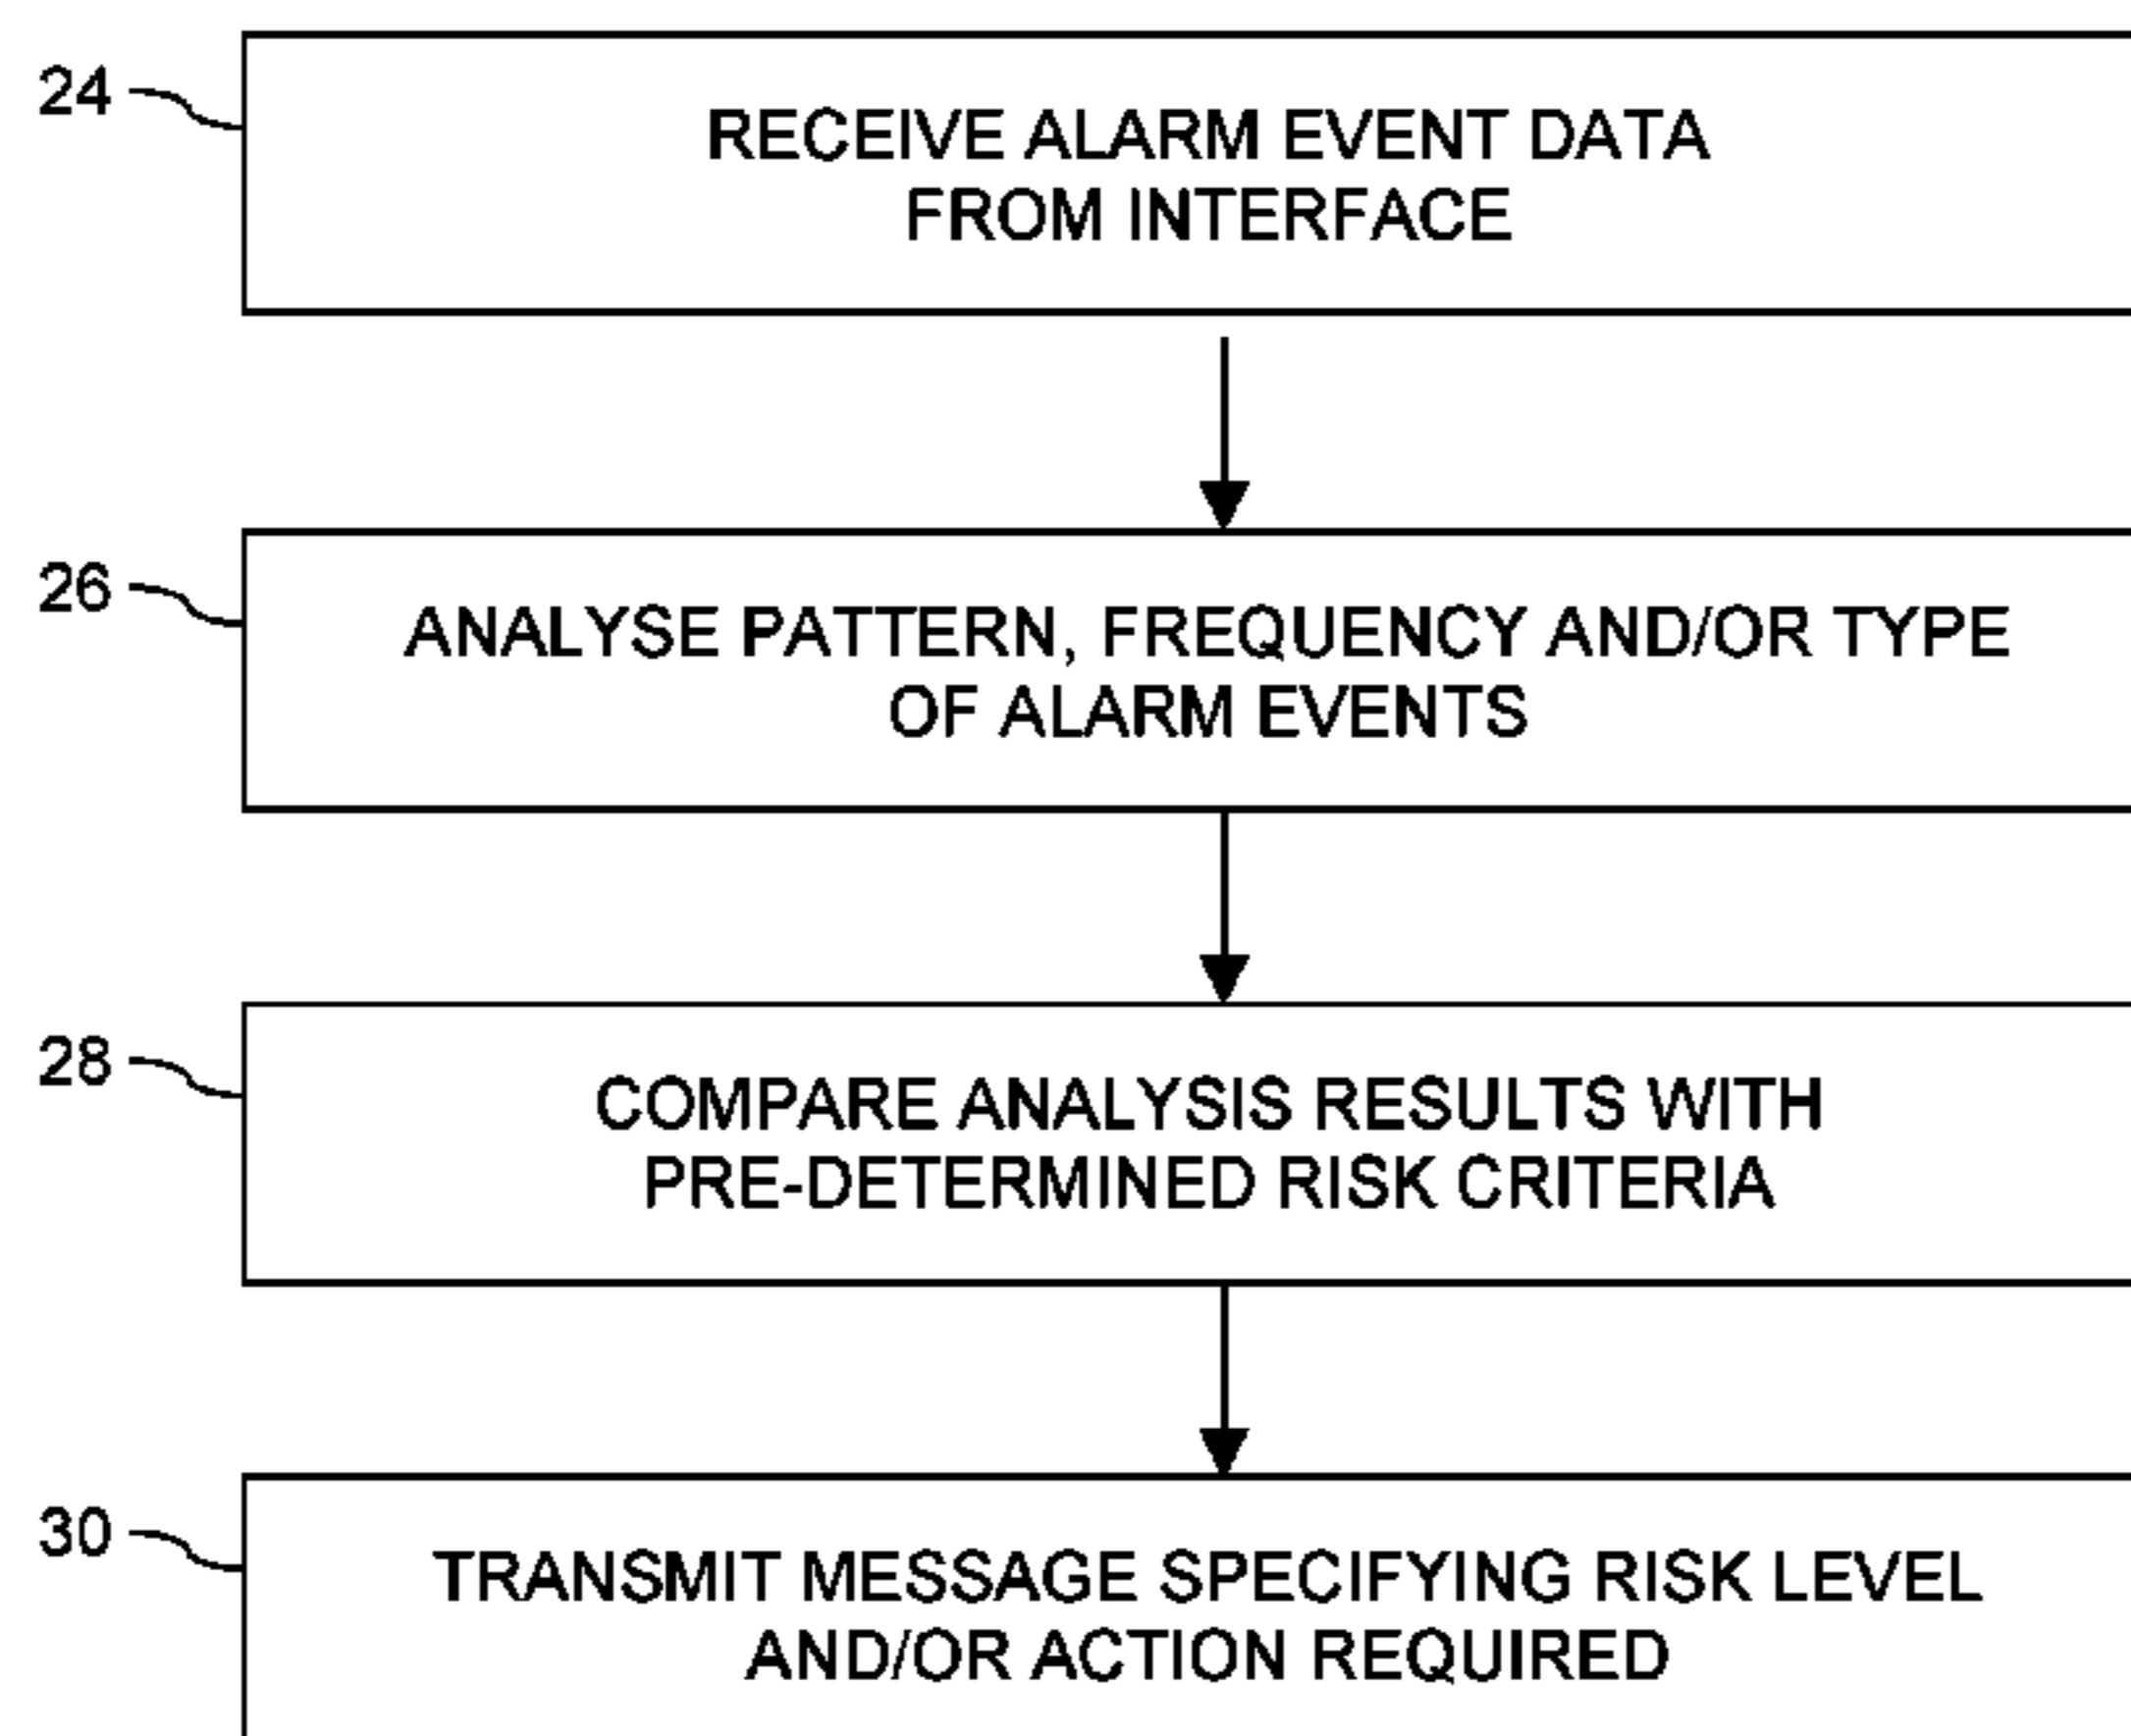 24
RECEIVE ALARM EVENT DATA
FROM INTERFACE
26
ANALYSE PATTERN, FREQUENCY AND/OR TYPE
OF ALARM EVENTS
28
COMPARE ANALYSIS RESULTS WITH
PRE-DETERMINED RISK CRITERIA
30
TRANSMIT MESSAGE SPECIFYING RISK LEVEL
AND/OR ACTION REQUIRED